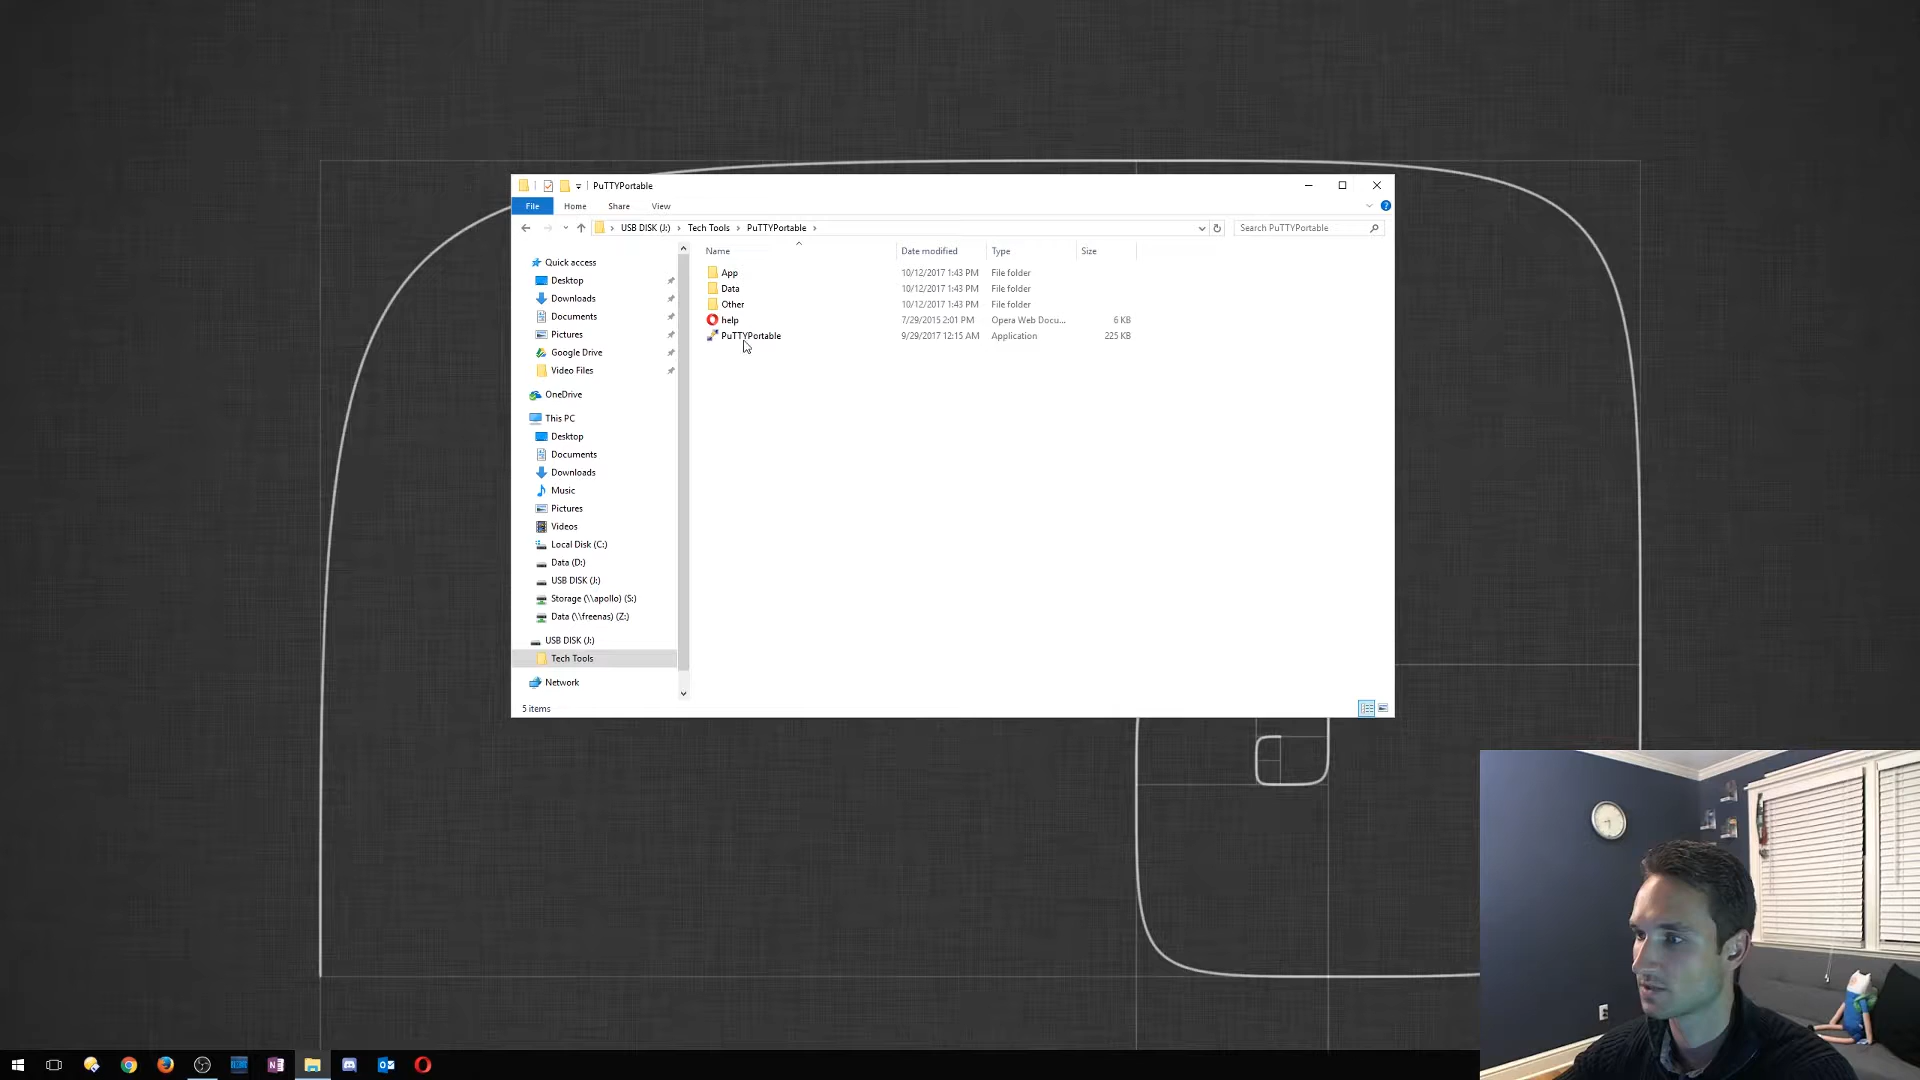 PuTTYPortable
File Home Share View
USB DISK (J:) Tech Tools PuTTYPortable Search PuTTYPortable
Name Date modified Type Size
App 10/12/2017 1:43 PM File folder
Data 10/12/2017 1:43 PM File folder
Other 10/12/2017 1:43 PM File folder
help 7/29/2015 2:01 PM Opera Web Docu... 6 KB
PuTTYPortable 9/29/2017 12:15 AM Application 225 KB
Quick access
Desktop
Downloads
Documents
Pictures
Google Drive
Video Files
OneDrive
This PC
Desktop
Documents
Downloads
Music
Pictures
Videos
Local Disk (C:)
Data (D:)
USB DISK (J:)
Storage (\\apollo) (S:)
Data (\\freenas) (Z:)
USB DISK (J:)
Tech Tools
Network
5 items